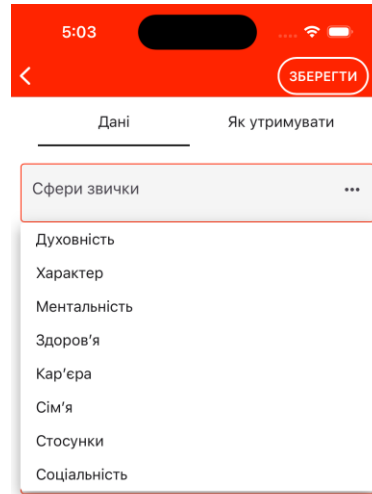 5:03
ЗБЕРЕГТИ
Дані Як утримувати
Сфери звички
Духовність
Характер
Ментальність
Здоров’я
Кар’єра
Сім’я
Стосунки
Соціальність